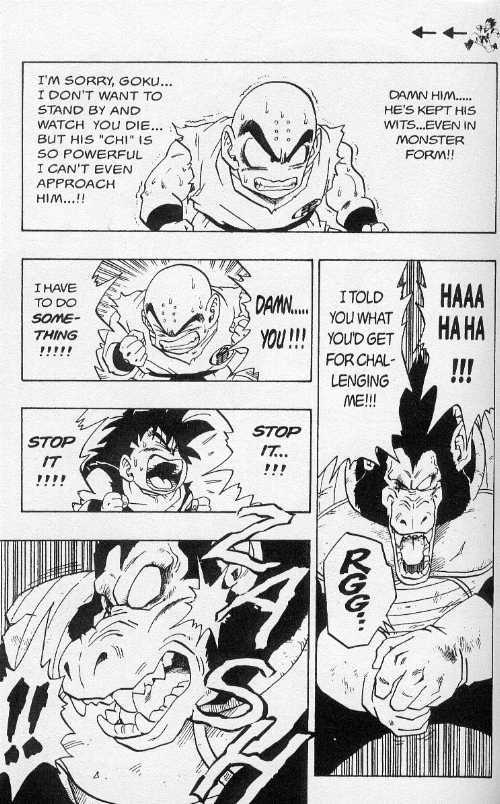 DAMN HIM.....
HE'S KEPT HIS
WITS...EVEN IN
MONSTER
FORM!!
I'M SORRY, GOKU...
I DON'T WANT TO
STAND BY AND
WATCH YOU DIE...
BUT HIS "CHI" IS
SO POWERFUL
I CAN'T EVEN
APPROACH
HIM...!!
HAAA
HA HA
!!!
I TOLD
YOU WHAT
YOU'D GET
FOR CHAL-
LENGING
ME!!!
RGG...
DAMN.....
YOU!!!
I HAVE
TO DO
SOME-
THING
!!!!!
STOP
IT...
!!!
STOP
IT
!!!!
ZASH
!!